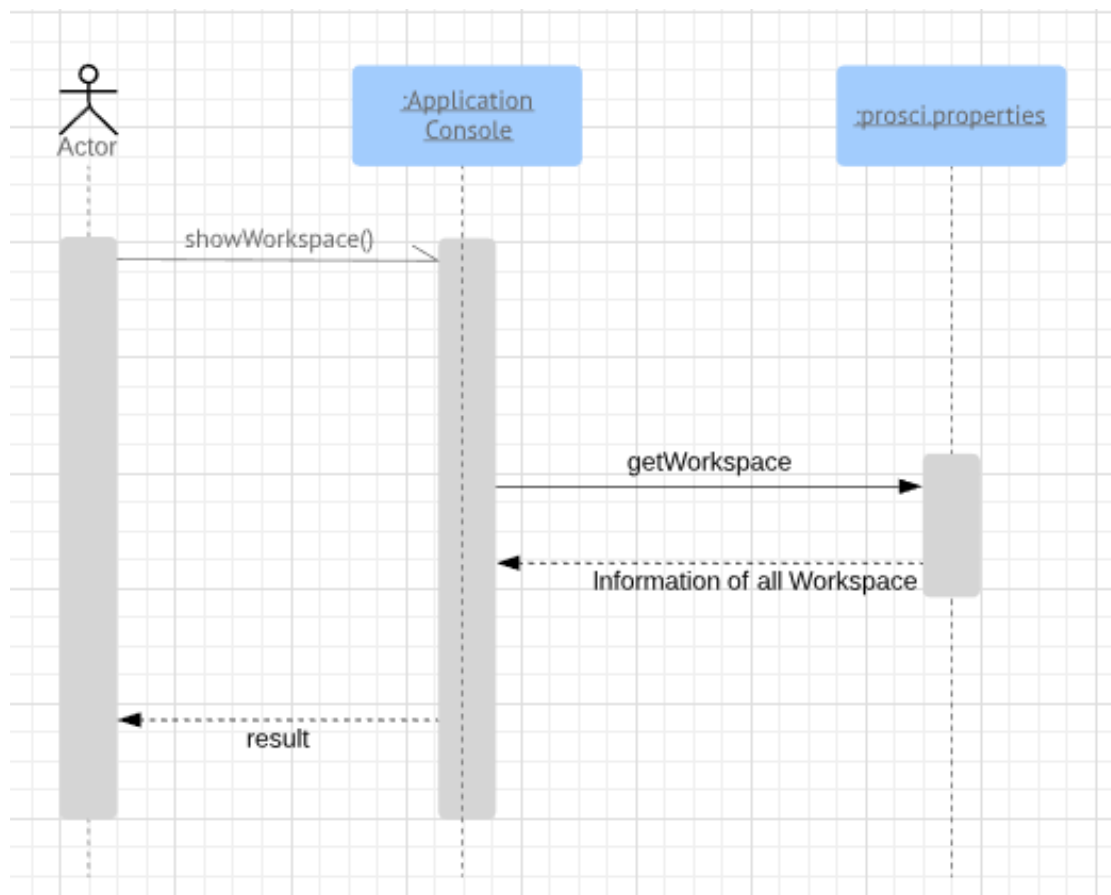 :Application
Console
:prosci.properties
Actor
showWorkspace()
getWorkspace
Information of all Workspace
result